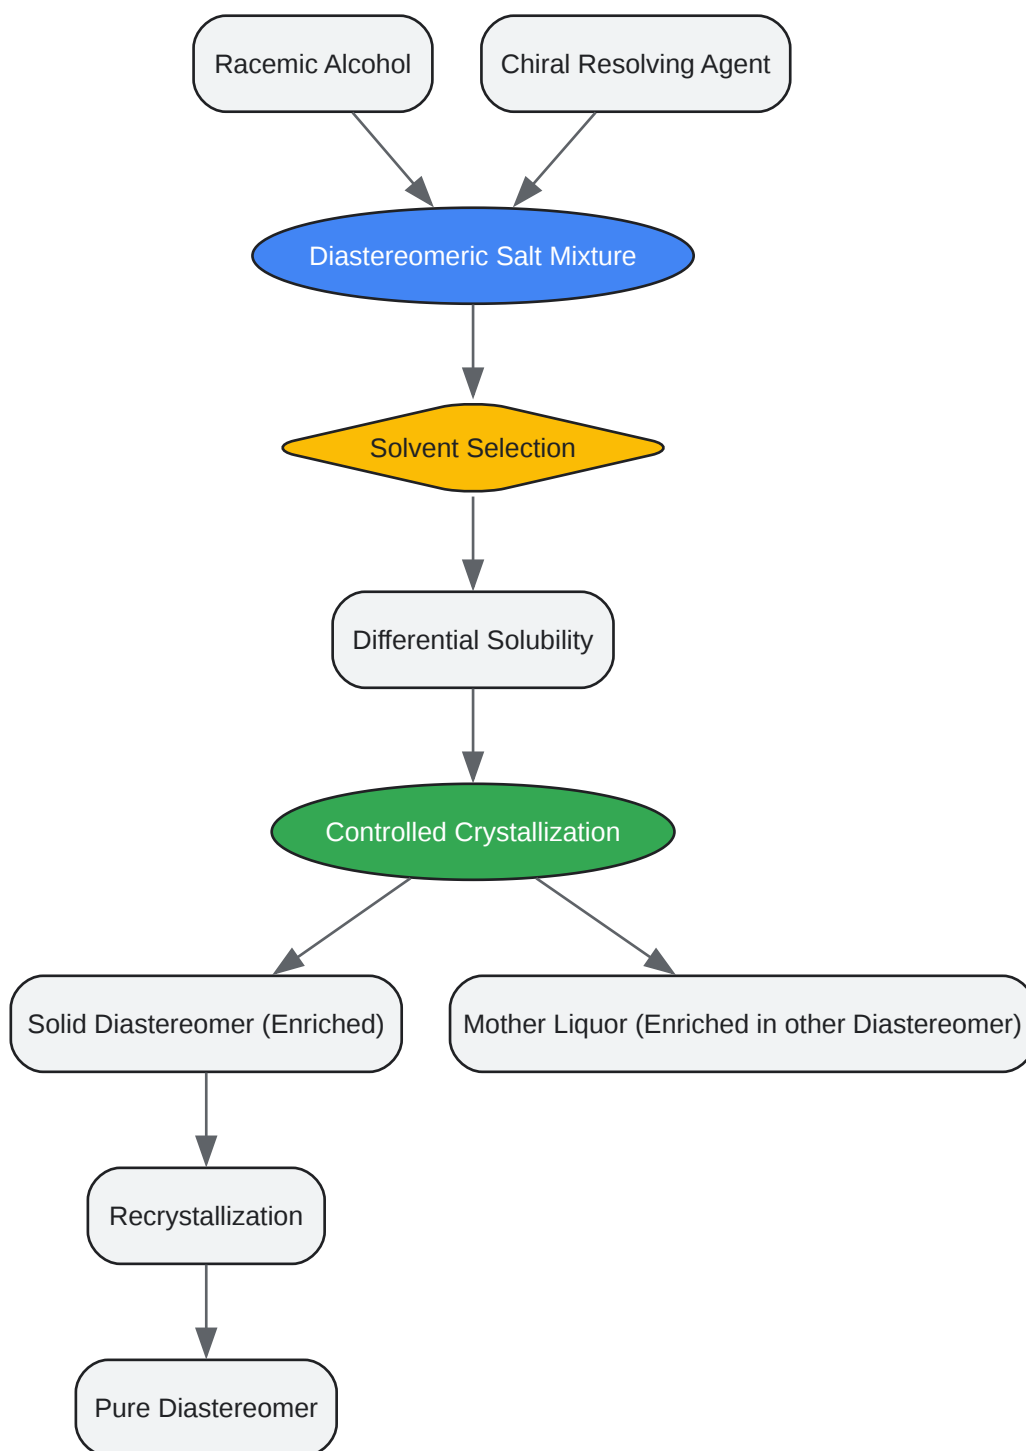 Racemic Alcohol
Chiral Resolving Agent
Diastereomeric Salt Mixture
Solvent Selection
Differential Solubility
Controlled Crystallization
Solid Diastereomer (Enriched)
Mother Liquor (Enriched in other Diastereomer)
Recrystallization
Pure Diastereomer